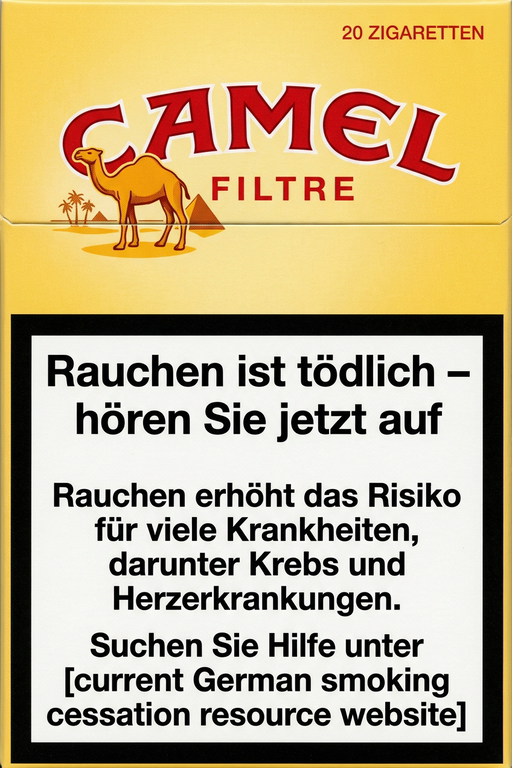 20 ZIGARETTEN
CAMEL
FILTRE
Rauchen ist tödlich –
hören Sie jetzt auf
Rauchen erhöht das Risiko
für viele Krankheiten,
darunter Krebs und
Herzerkrankungen.
Suchen Sie Hilfe unter
[current German smoking
cessation resource website]